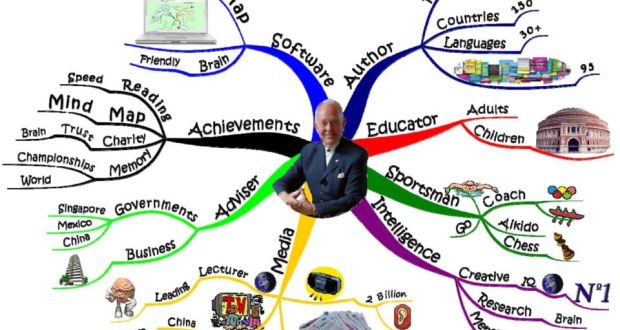 Map
Software
Friendly Brain
Author
Countries 150
Languages 30+
95
Speed Reading
Mind Map
Brain Trust Charity
Championships Memory
World
Achievements
Educator
Adults
Children
Sportsman
Coach
Aikido
Chess
Go
Adviser
Governments
Singapore
Mexico
China
Business
Intelligence
Creative IQ Nº1
Research Brain
Media
Lecturer
Leading
China
TV
2 Billion